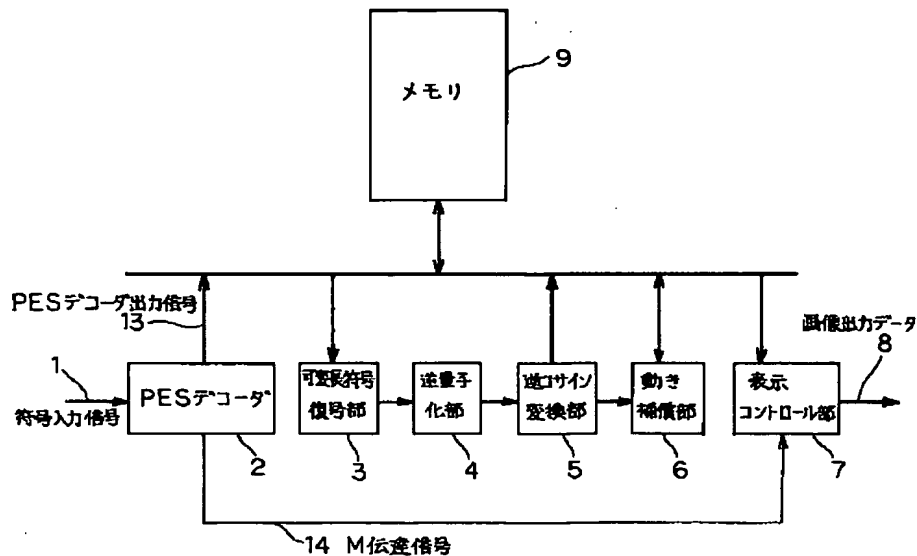 メモリ
9
PESデコーダ出力信号
13
画像出力データ
8
1
符号入力信号
PESデコーダ
2
可変長符号
復号部
3
逆量子
化部
4
逆コサイン
変換部
5
動き
補償部
6
表示
コントロール部
7
14 M伝達信号